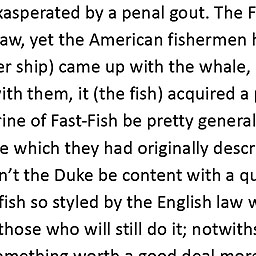 xasperated by a penal gout. The F
aw, yet the American fishermen h
er ship) came up with the whale,
with them, it (the fish) acquired a
rine of Fast-Fish be pretty general
e which they had originally descr
n't the Duke be content with a qu
fish so styled by the English law w
those who will still do it; notwiths
omething worth a good deal more